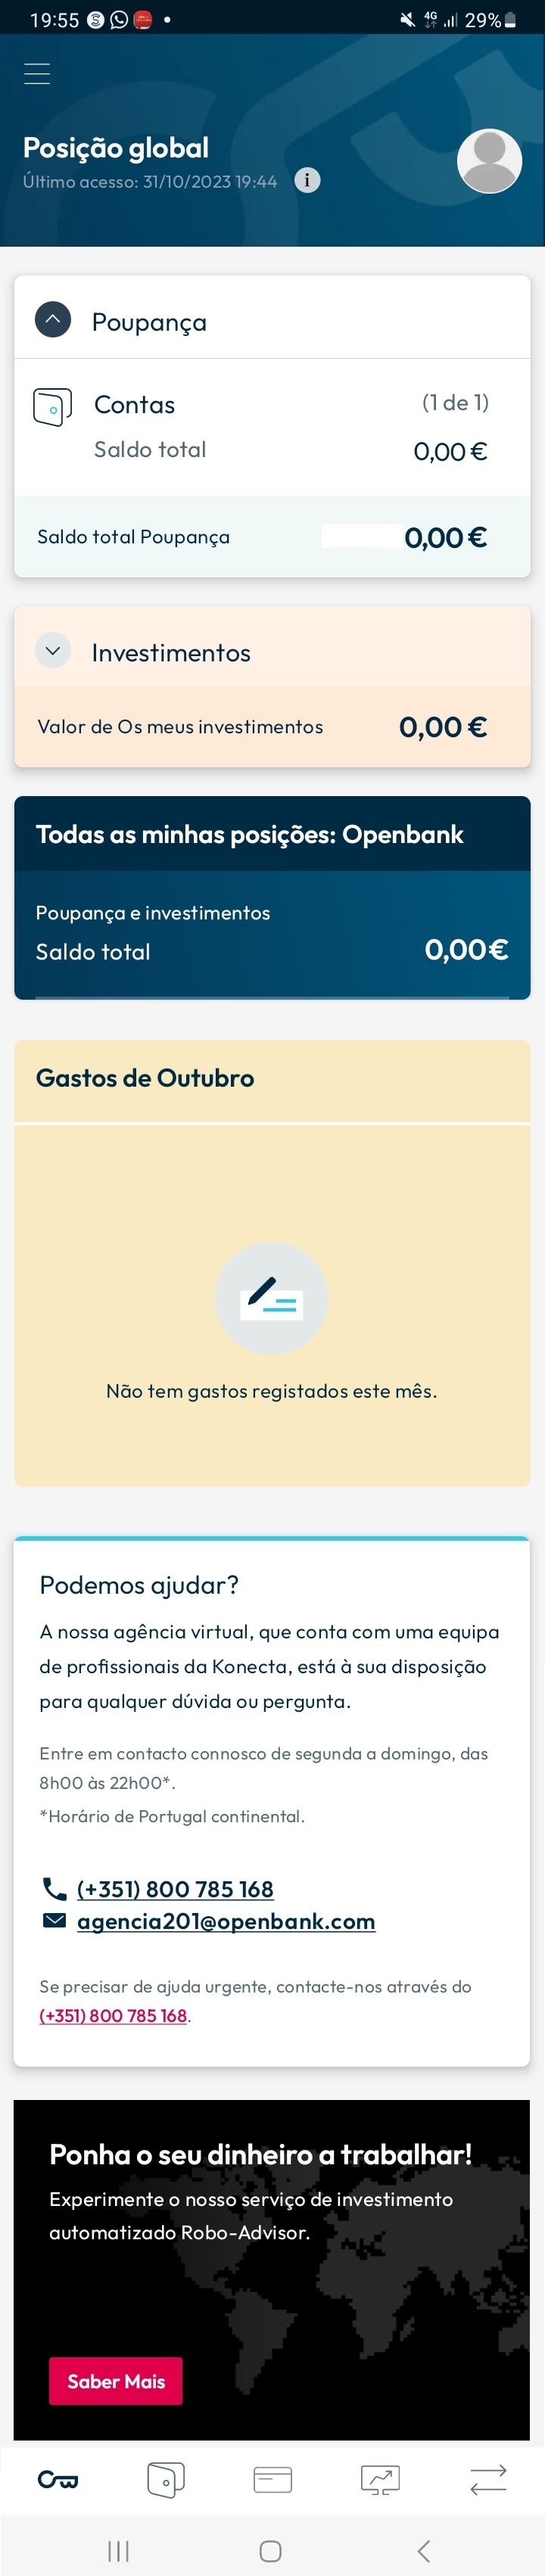 19:55 4G 29%
Posição global
Último acesso: 31/10/2023 19:44 i
Poupança
Contas (1 de 1)
Saldo total 0,00 €
Saldo total Poupança 0,00 €
Investimentos
Valor de Os meus investimentos 0,00 €
Todas as minhas posições: Openbank
Poupança e investimentos
Saldo total 0,00€
Gastos de Outubro
Não tem gastos registados este mês.
Podemos ajudar?
A nossa agência virtual, que conta com uma equipa
de profissionais da Konecta, está à sua disposição
para qualquer dúvida ou pergunta.
Entre em contacto connosco de segunda a domingo, das
8h00 às 22h00*.
*Horário de Portugal continental.
(+351) 800 785 168
agencia201@openbank.com
Se precisar de ajuda urgente, contacte-nos através do
(+351) 800 785 168.
Ponha o seu dinheiro a trabalhar!
Experimente o nosso serviço de investimento
automatizado Robo-Advisor.
Saber Mais